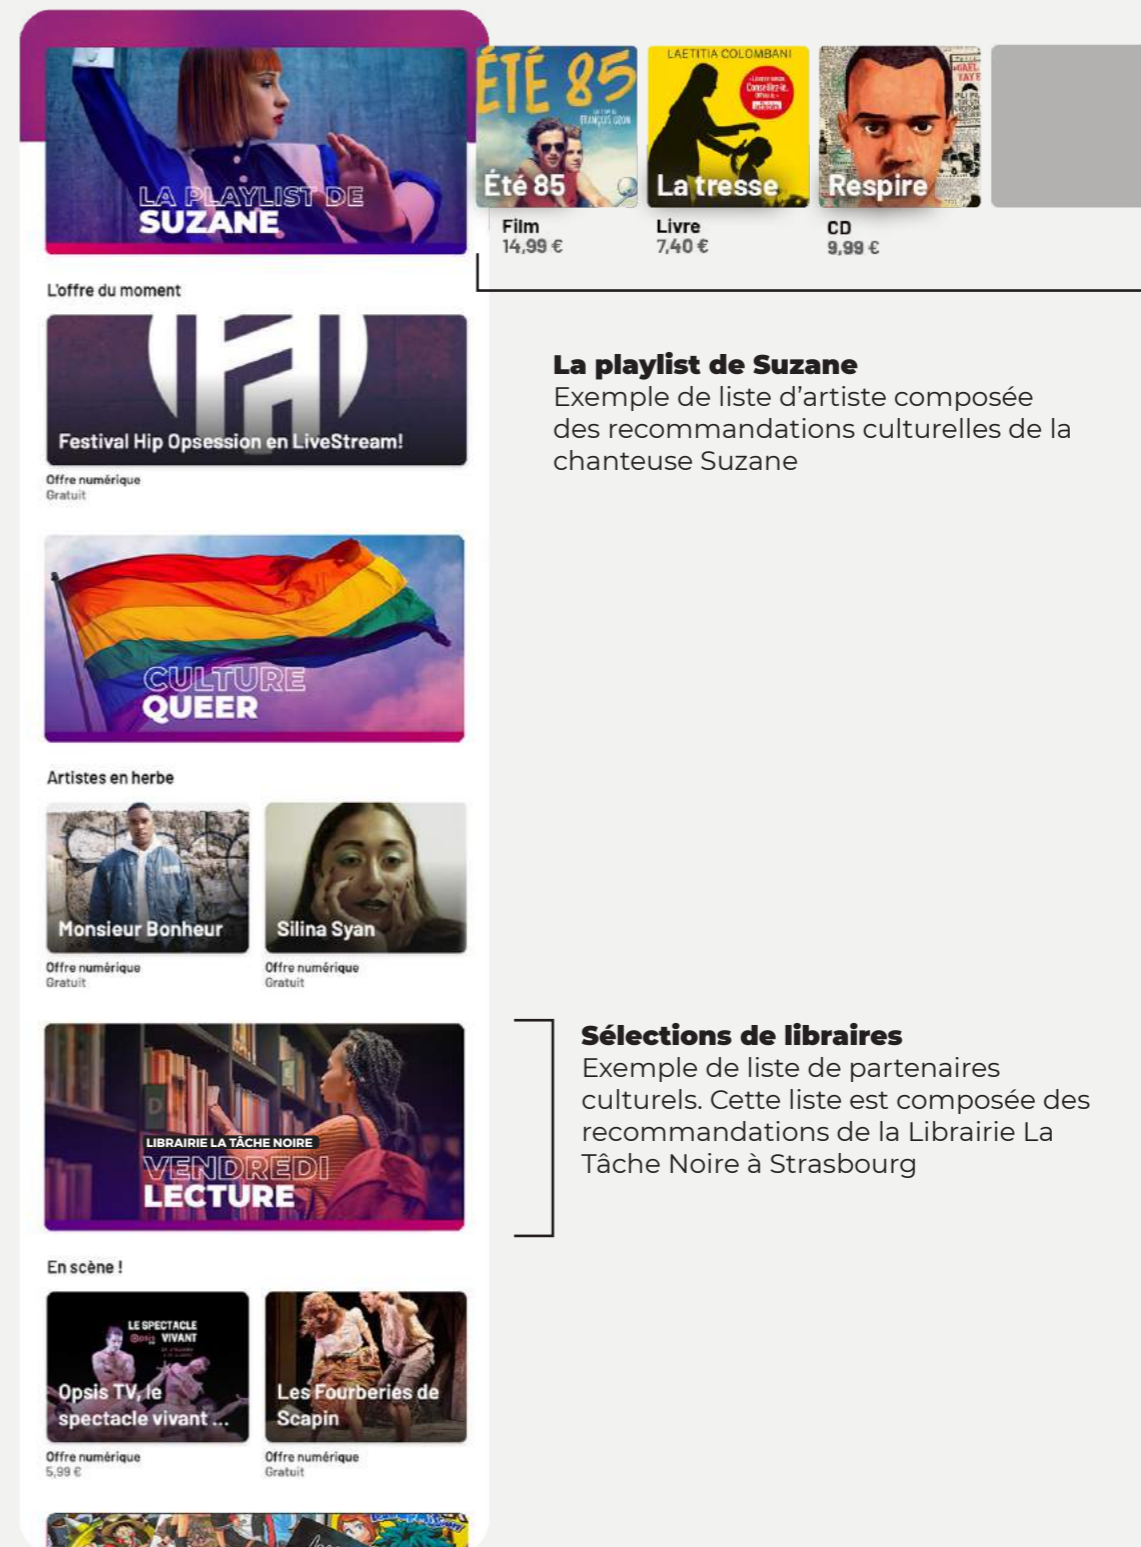 LA PLAYLIST DE
SUZANE
ÉTÉ 85
FRANÇOIS OZON
Été 85
Film
14,99 €
LAETITIA COLOMBANI
La tresse
Livre
7,40 €
GAEL
FAYE
Respire
CD
9,99 €
L'offre du moment
Festival Hip Opsession en LiveStream!
Offre numérique
Gratuit
La playlist de Suzane
Exemple de liste d'artiste composée
des recommandations culturelles de la
chanteuse Suzane
CULTURE
QUEER
Artistes en herbe
Monsieur Bonheur
Offre numérique
Gratuit
Silina Syan
Offre numérique
Gratuit
LIBRAIRIE LA TÂCHE NOIRE
VENDREDI
LECTURE
Sélections de libraires
Exemple de liste de partenaires
culturels. Cette liste est composée des
recommandations de la Librairie La
Tâche Noire à Strasbourg
En scène !
LE SPECTACLE
VIVANT
Opsis TV, le
spectacle vivant ...
Offre numérique
5,99 €
Les Fourberies de
Scapin
Offre numérique
Gratuit